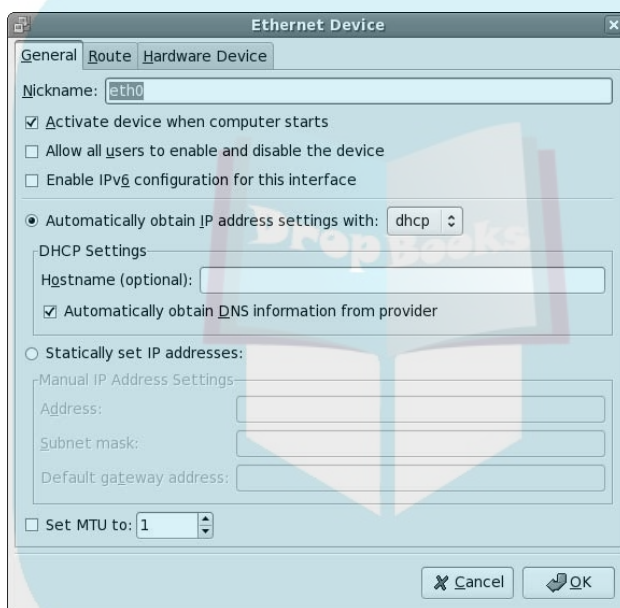 Ethernet Device
General Route Hardware Device
Nickname: eth0
Activate device when computer starts
Allow all users to enable and disable the device
Enable IPv6 configuration for this interface
Automatically obtain IP address settings with: dhcp
DropBooks
DHCP Settings
Hostname (optional):
Automatically obtain DNS information from provider
Statically set IP addresses:
Manual IP Address Settings
Address:
Subnet mask:
Default gateway address:
Set MTU to: 1
Cancel OK